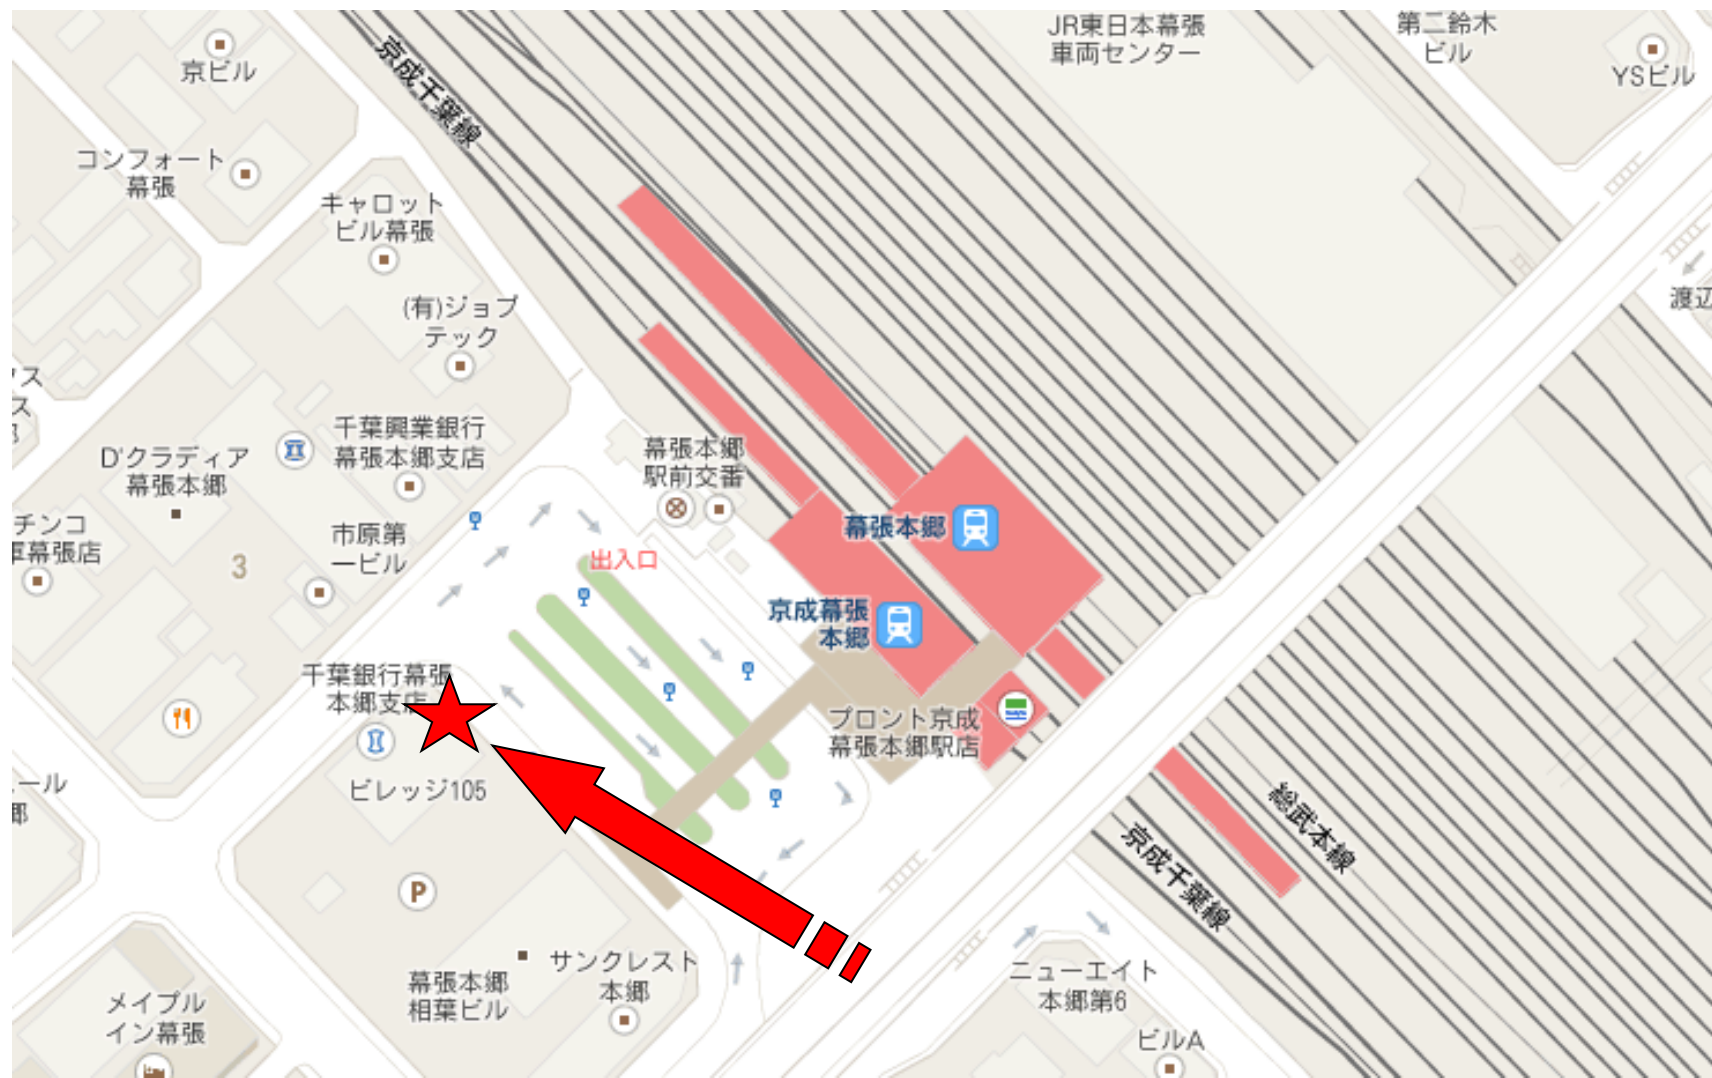 JR東日本幕張
車両センター
第二鈴木
ビル
YSビル
京ビル
京成千葉線
コンフォート
幕張
キャロット
ビル幕張
(有)ジョブ
テック
渡辺
千葉興業銀行
幕張本郷支店
D'クラディア
幕張本郷
幕張本郷
駅前交番
チンコ
幕張店
市原第
一ビル
3
出入口
幕張本郷
京成幕張
本郷
千葉銀行幕張
本郷支店
プロント京成
幕張本郷駅店
ビレッジ105
ール
郷
総武本線
京成千葉線
P
幕張本郷
相葉ビル
サンクレスト
本郷
ニューエイト
本郷第6
メイプル
イン幕張
ビルA